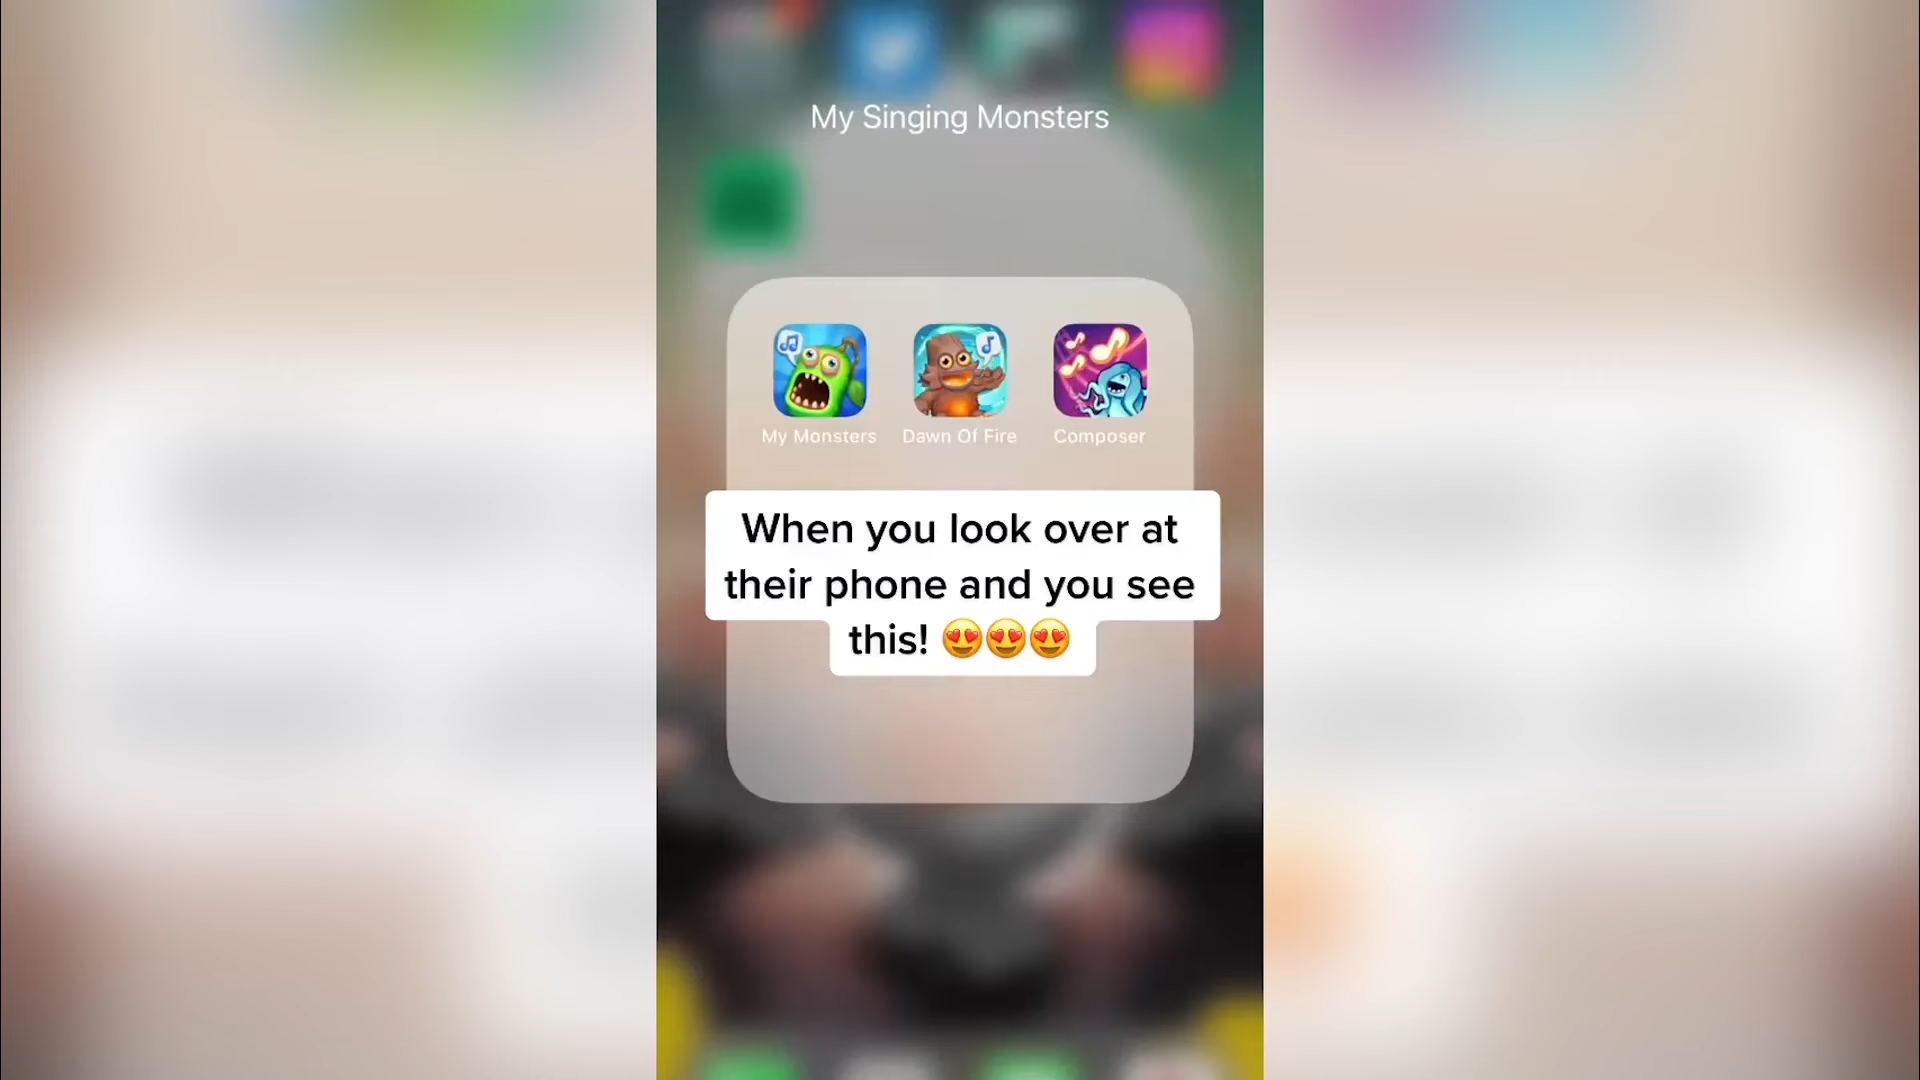 My Singing Monsters
My Monsters
Dawn Of Fire
Composer
When you look over at
their phone and you see
this! 😍😍😍